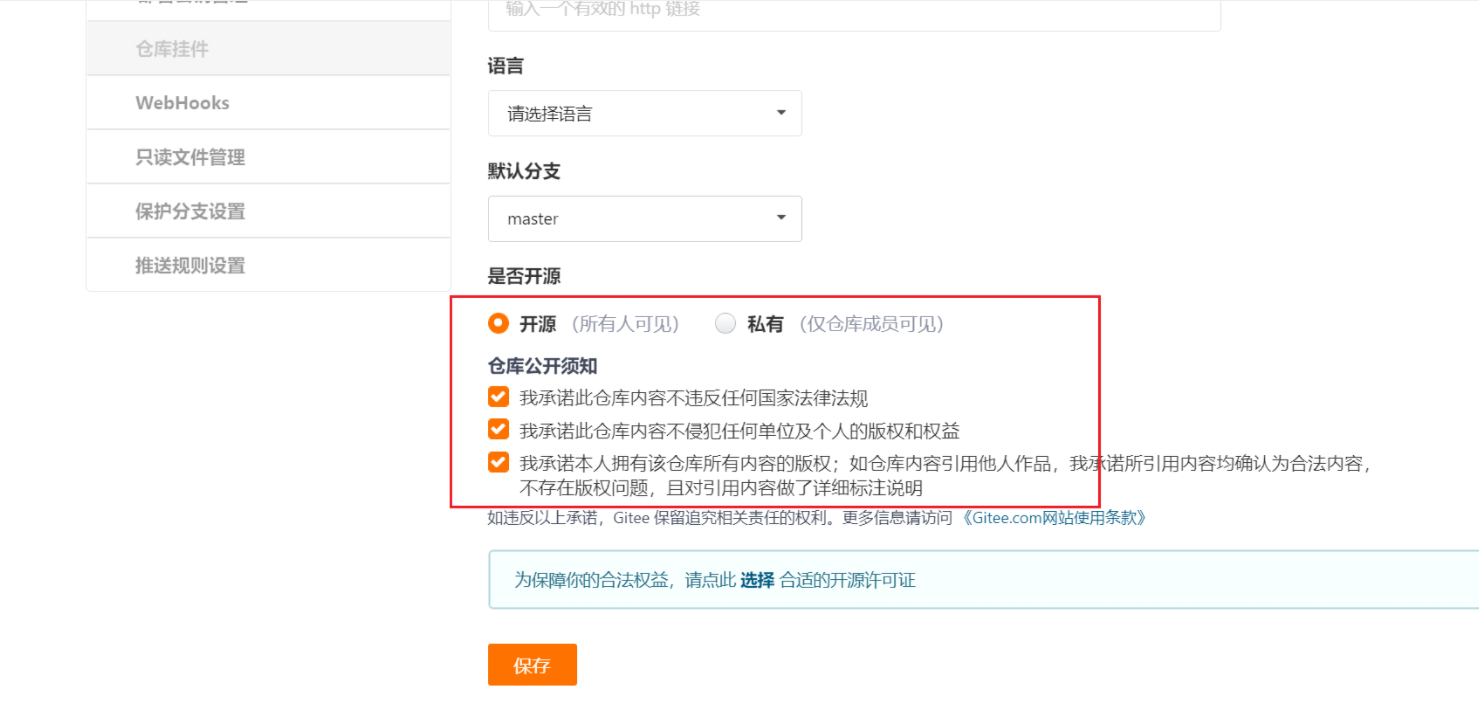 输入一个有效的 http 链接
仓库挂件
WebHooks
只读文件管理
保护分支设置
推送规则设置
语言
请选择语言
默认分支
master
是否开源
开源 （所有人可见） 私有 （仅仓库成员可见）
仓库公开须知
我承诺此仓库内容不违反任何国家法律法规
我承诺此仓库内容不侵犯任何单位及个人的版权和权益
我承诺本人拥有该仓库所有内容的版权；如仓库内容引用他人作品，我承诺所引用内容均确认为合法内容，
不存在版权问题，且对引用内容做了详细标注说明
如违反以上承诺，Gitee 保留追究相关责任的权利。更多信息请访问 《Gitee.com网站使用条款》
为保障你的合法权益，请点此 选择 合适的开源许可证
保存